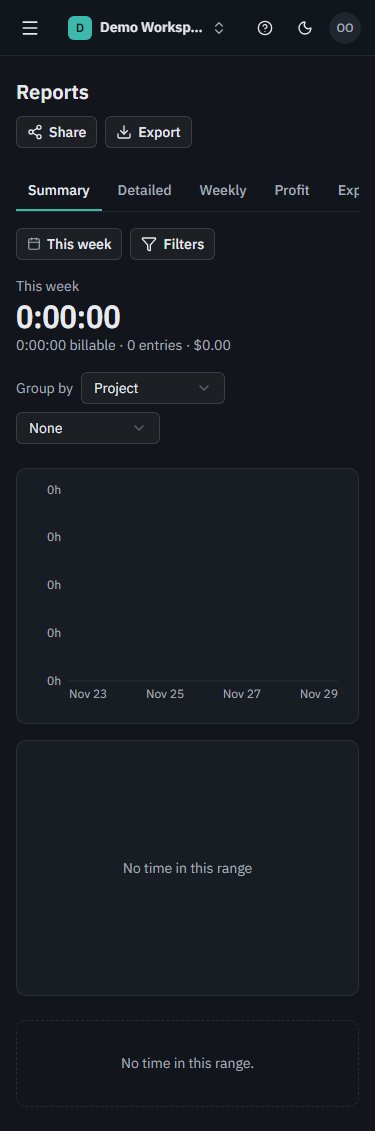 D Demo Worksp... OO
Reports
Share Export
Summary Detailed Weekly Profit Exp
This week Filters
This week
0:00:00
0:00:00 billable · 0 entries · $0.00
Group by Project
None
0h
0h
0h
0h
0h
Nov 23 Nov 25 Nov 27 Nov 29
No time in this range
No time in this range.